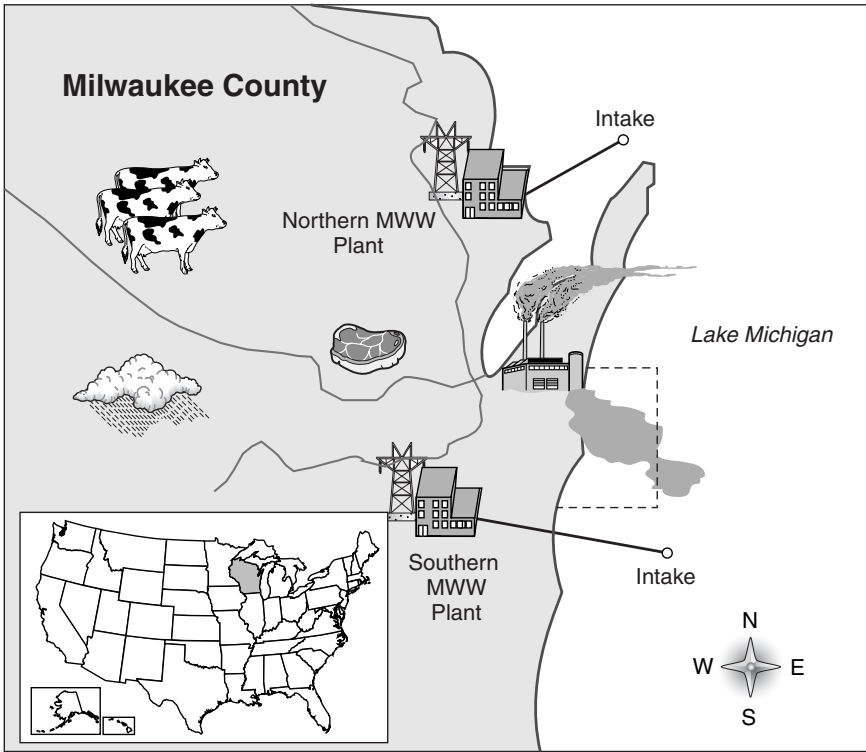 Milwaukee County
Intake
Northern MWW
Plant
Lake Michigan
Southern
MWW
Plant
Intake
N
W
E
S